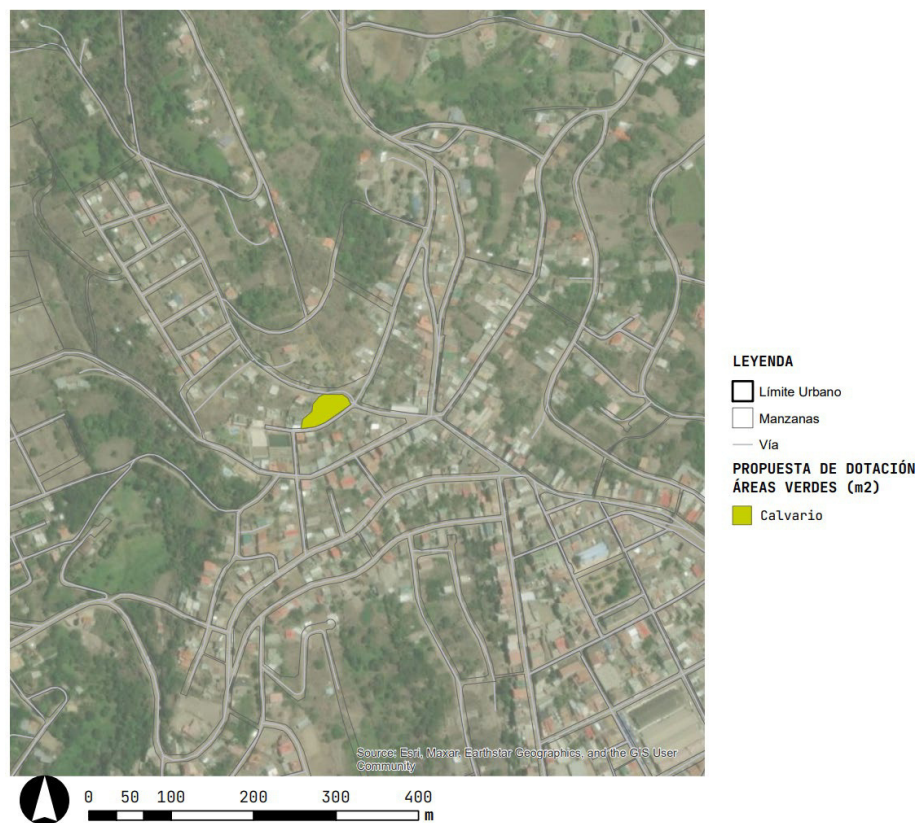 LEYENDA
Límite Urbano
Manzanas
Vía
PROPUESTA DE DOTACIÓN
ÁREAS VERDES (m2)
Calvario
Source: Esri, Maxar, Earthstar Geographics, and the GIS User
Community
0 50 100 200 300 400
m